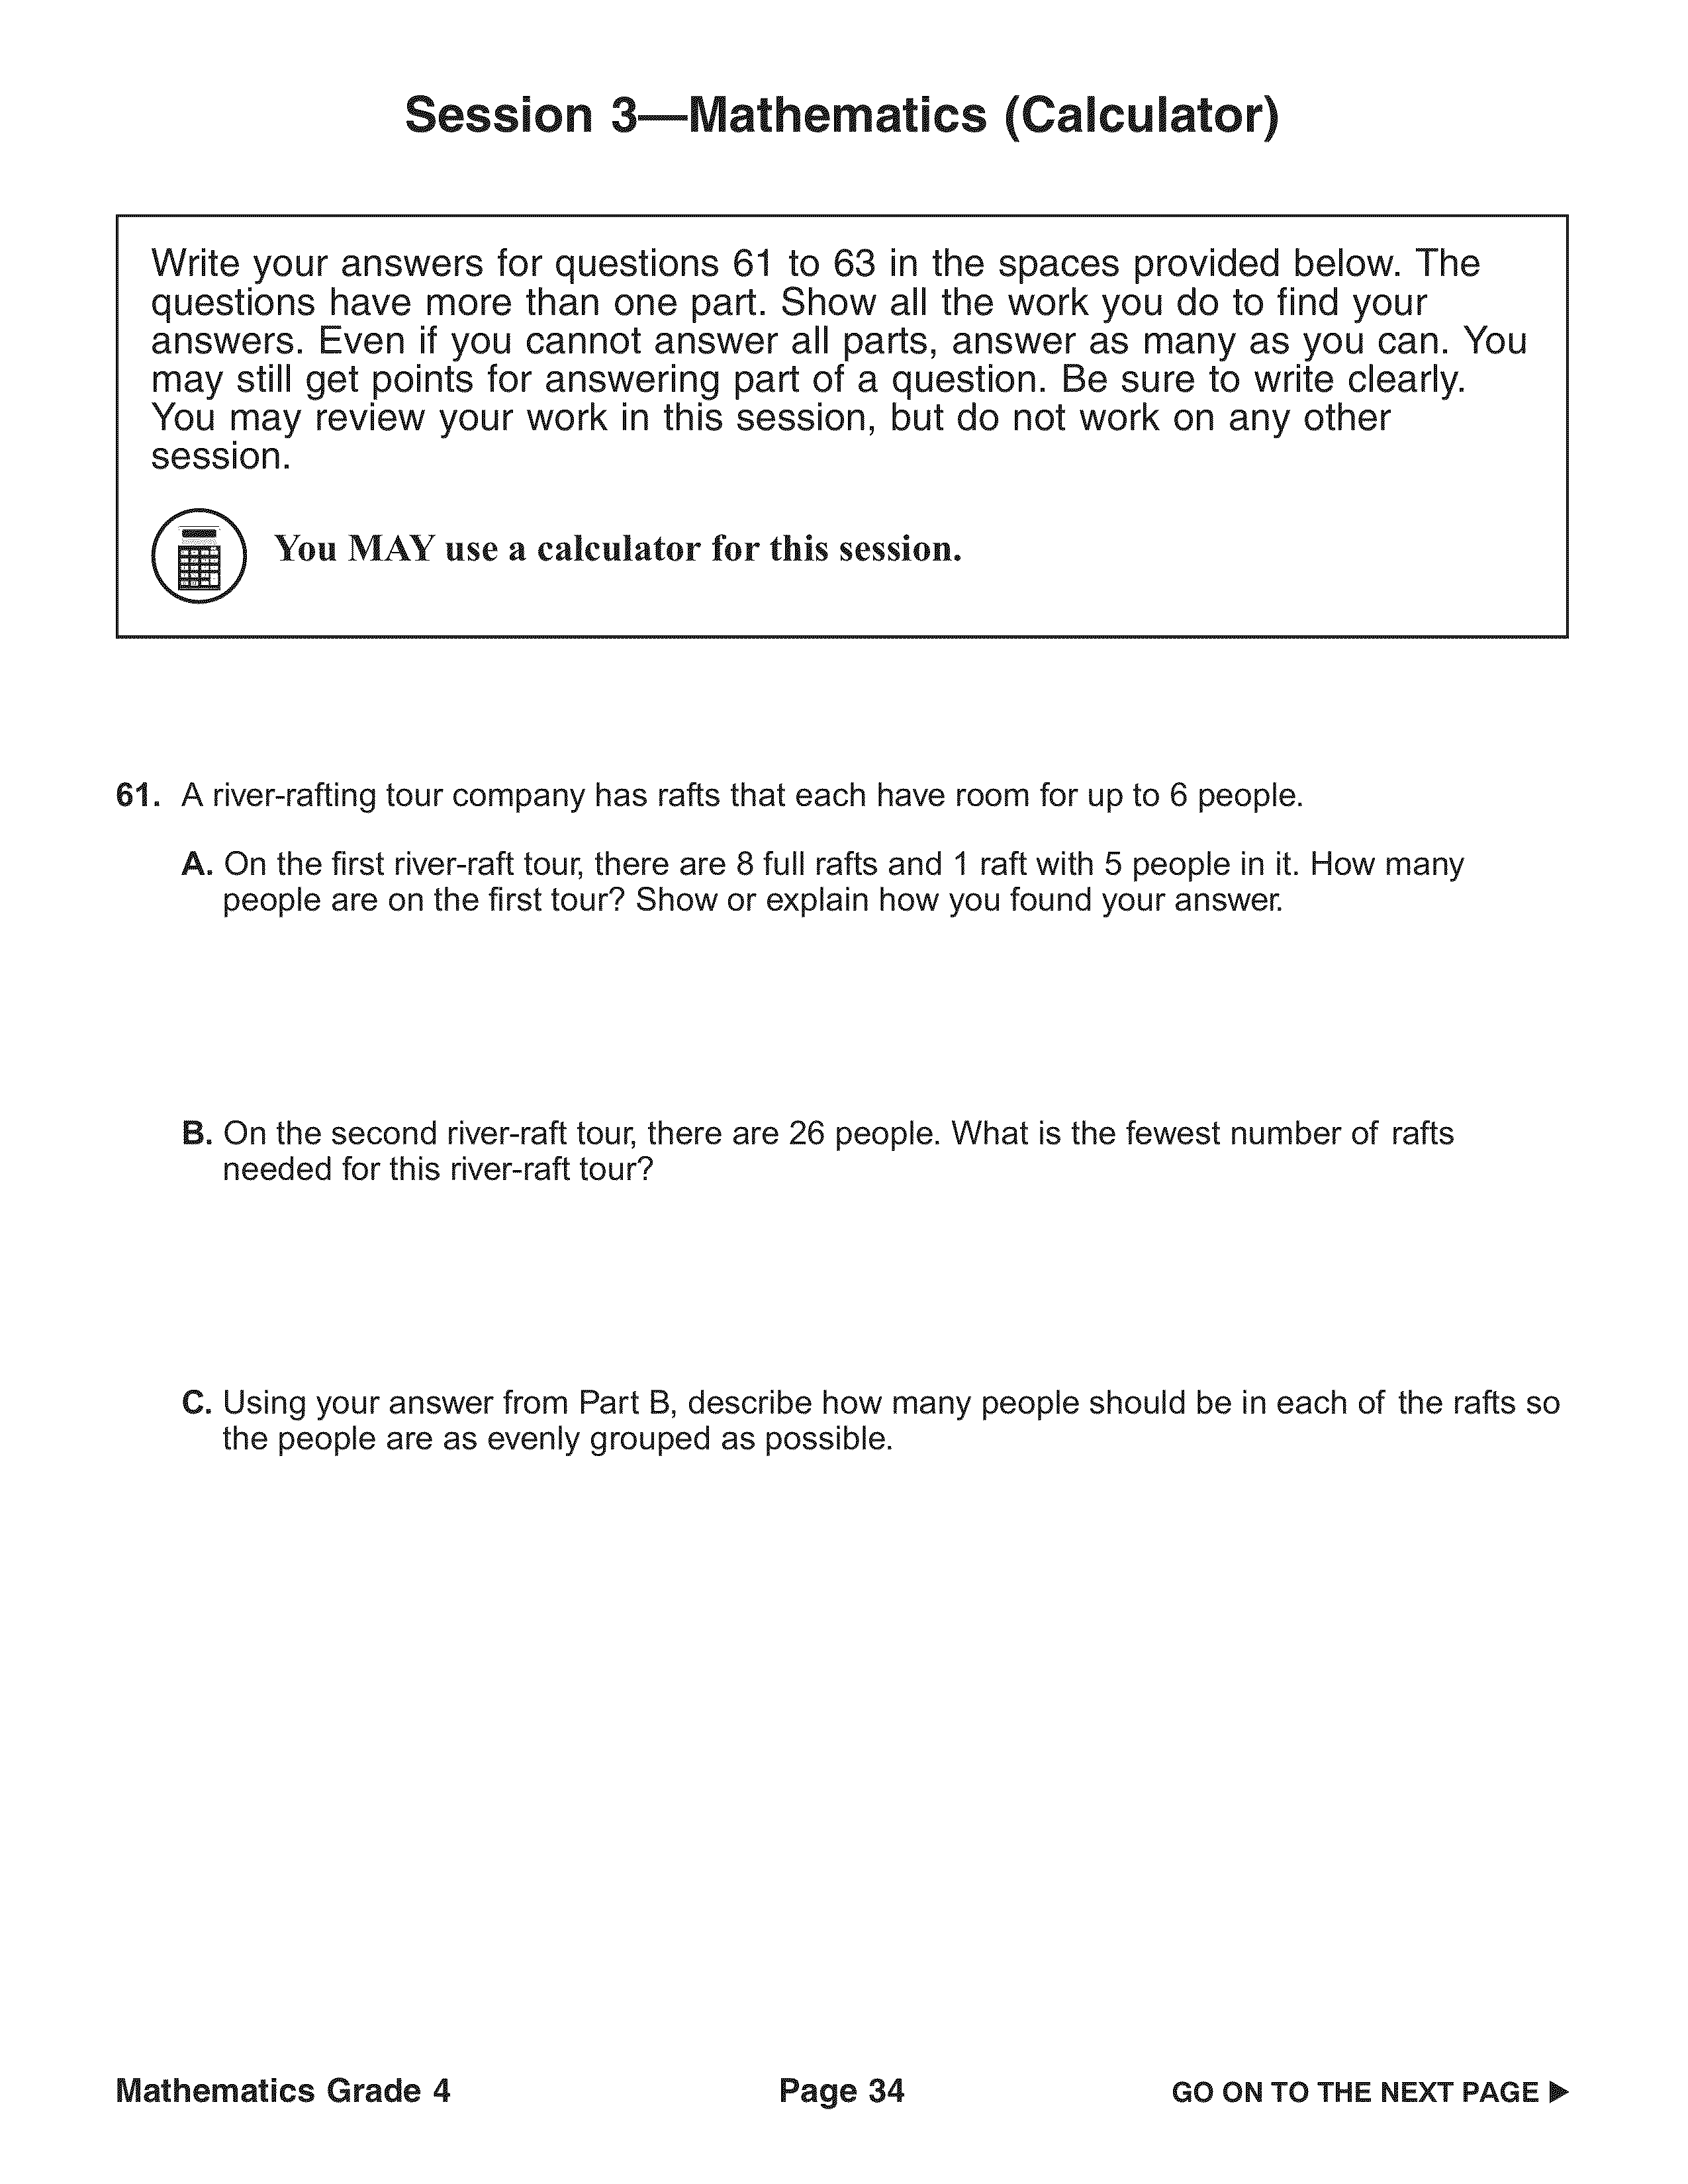 Session 3—Mathematics (Calculator)
Write your answers for questions 61 to 63 in the spaces provided below. The
questions have more than one part. Show all the work you do to find your
answers. Even if you cannot answer all parts, answer as many as you can. You
may still get points for answering part of a question. Be sure to write clearly.
You may review your work in this session, but do not work on any other
session.
You MAY use a calculator for this session.
61. A river-rafting tour company has rafts that each have room for up to 6 people.
A. On the first river-raft tour, there are 8 full rafts and 1 raft with 5 people in it. How many
people are on the first tour? Show or explain how you found your answer.
B. On the second river-raft tour, there are 26 people. What is the fewest number of rafts
needed for this river-raft tour?
C. Using your answer from Part B, describe how many people should be in each of the rafts so
the people are as evenly grouped as possible.
Mathematics Grade 4 Page 34 GO ON TO THE NEXT PAGE ▶